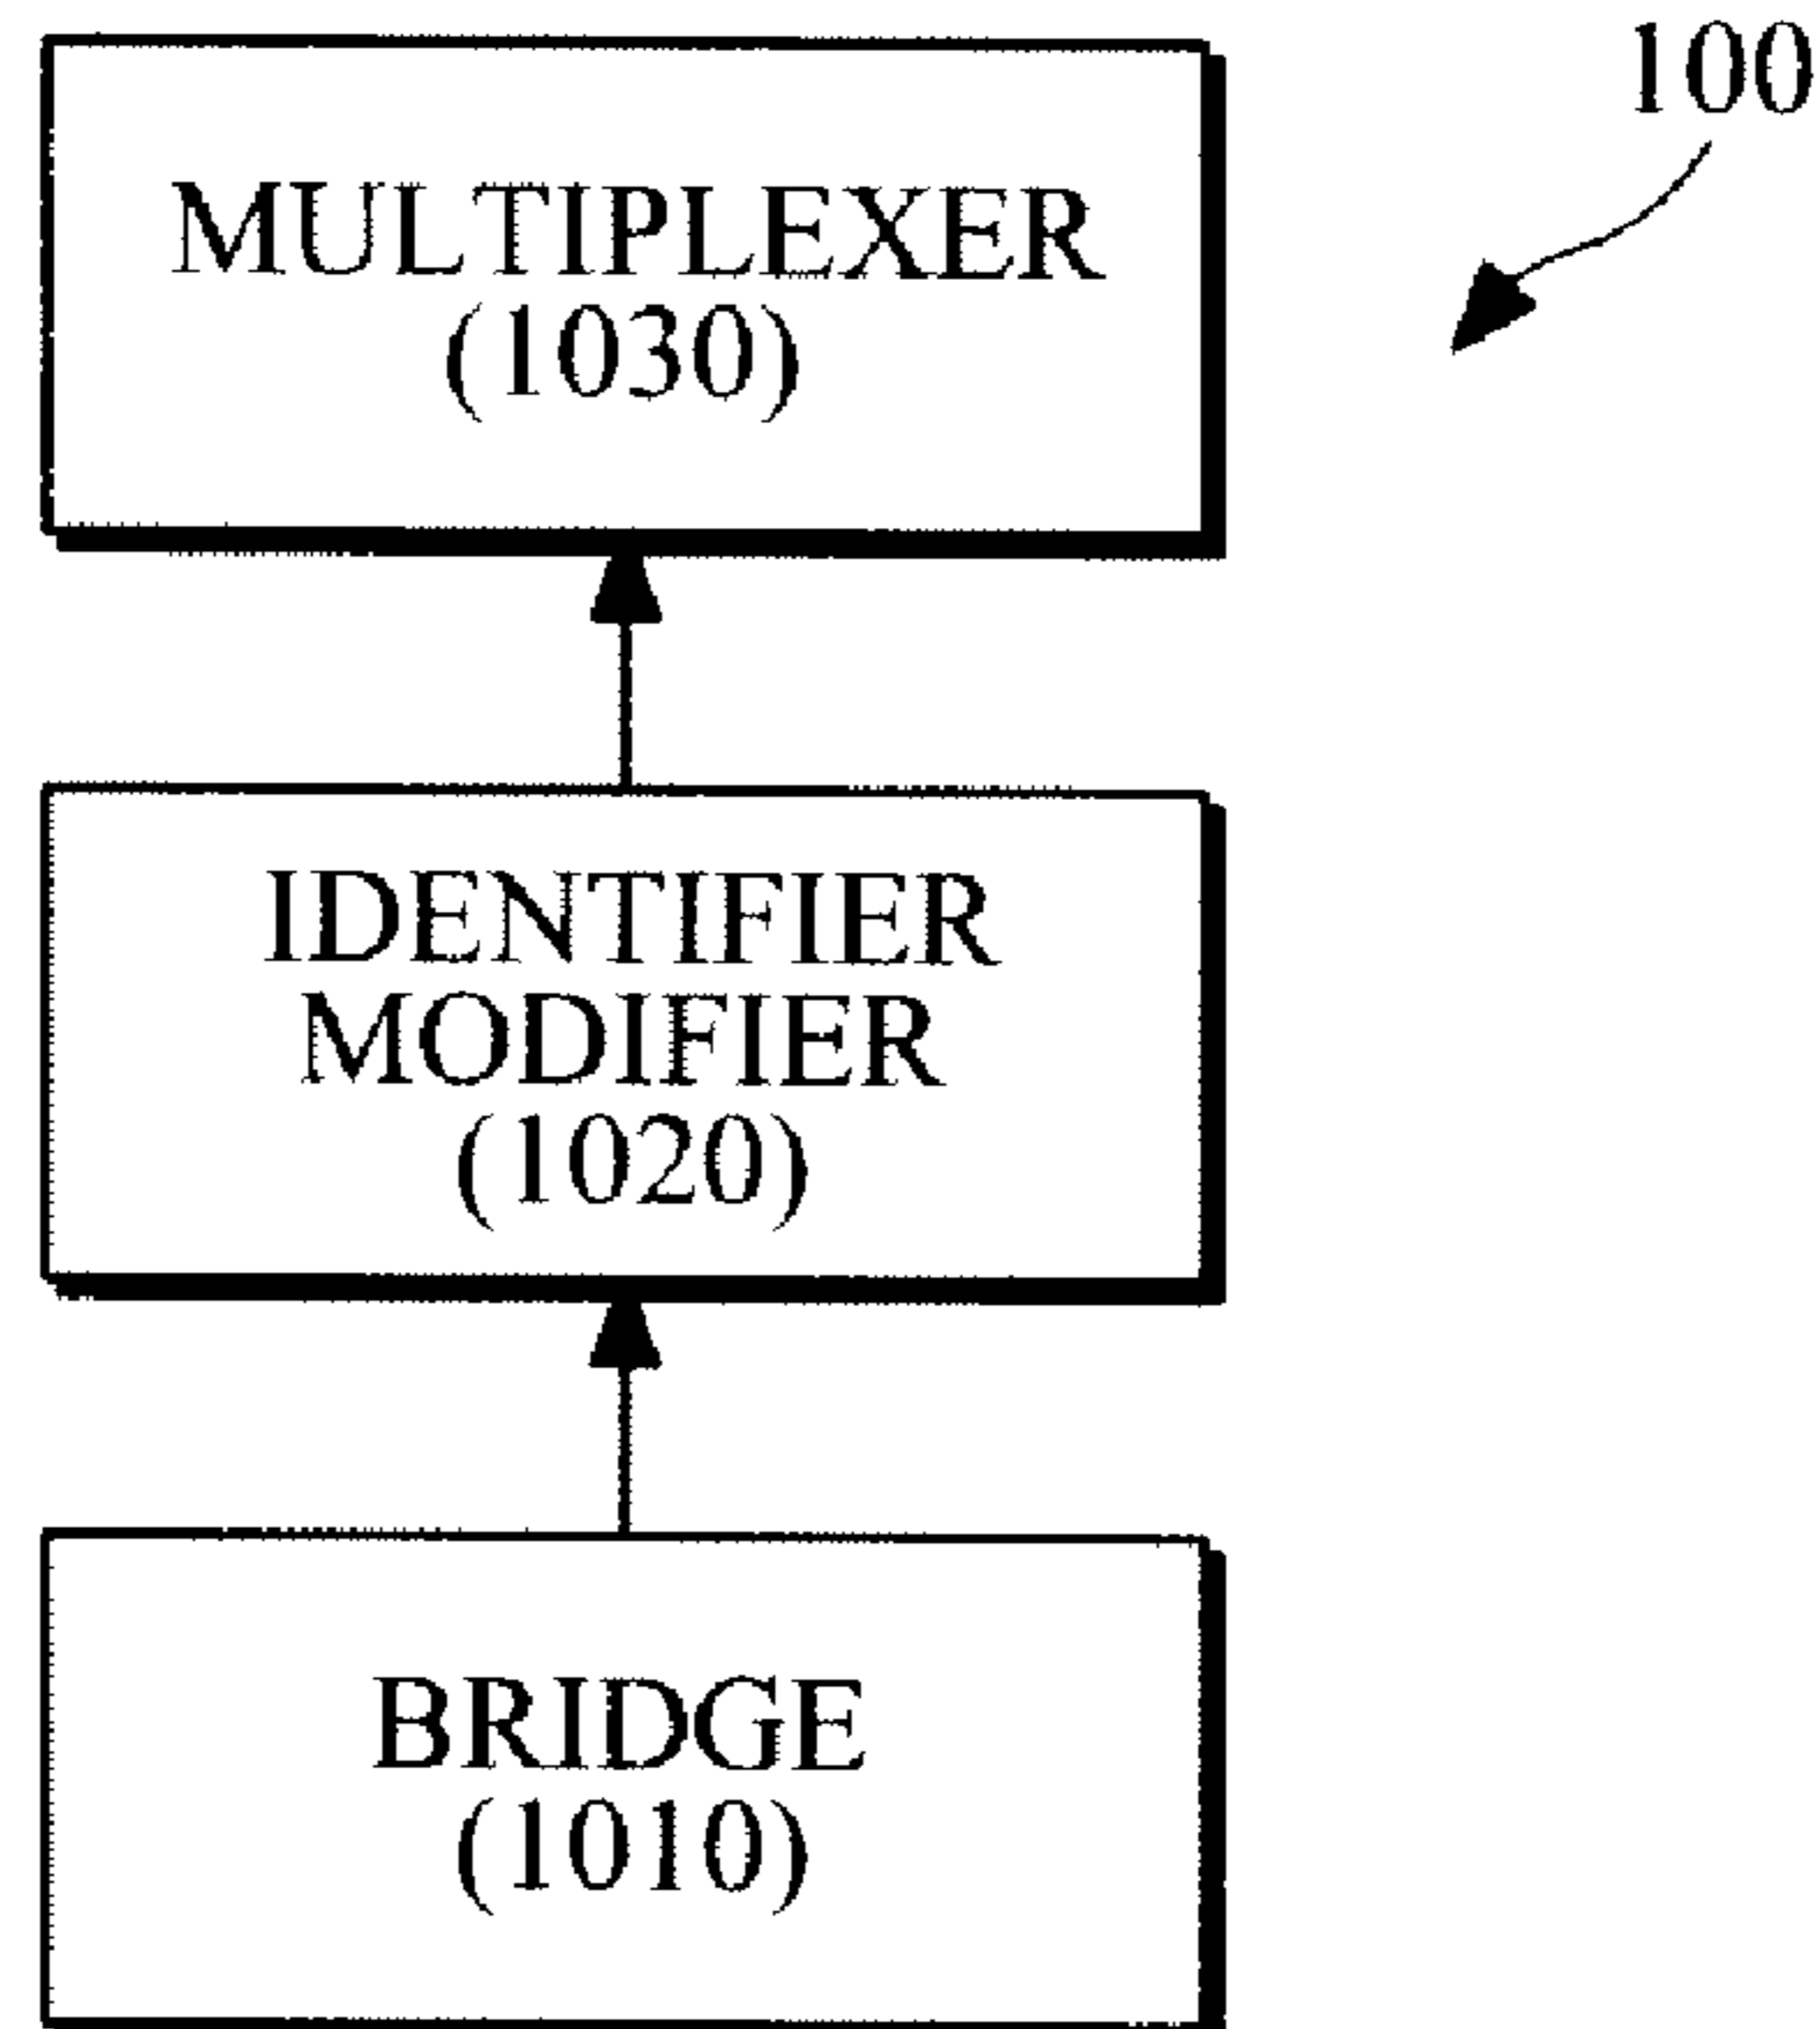 100
MULTIPLEXER
(1030)
IDENTIFIER
MODIFIER
(1020)
BRIDGE
(1010)